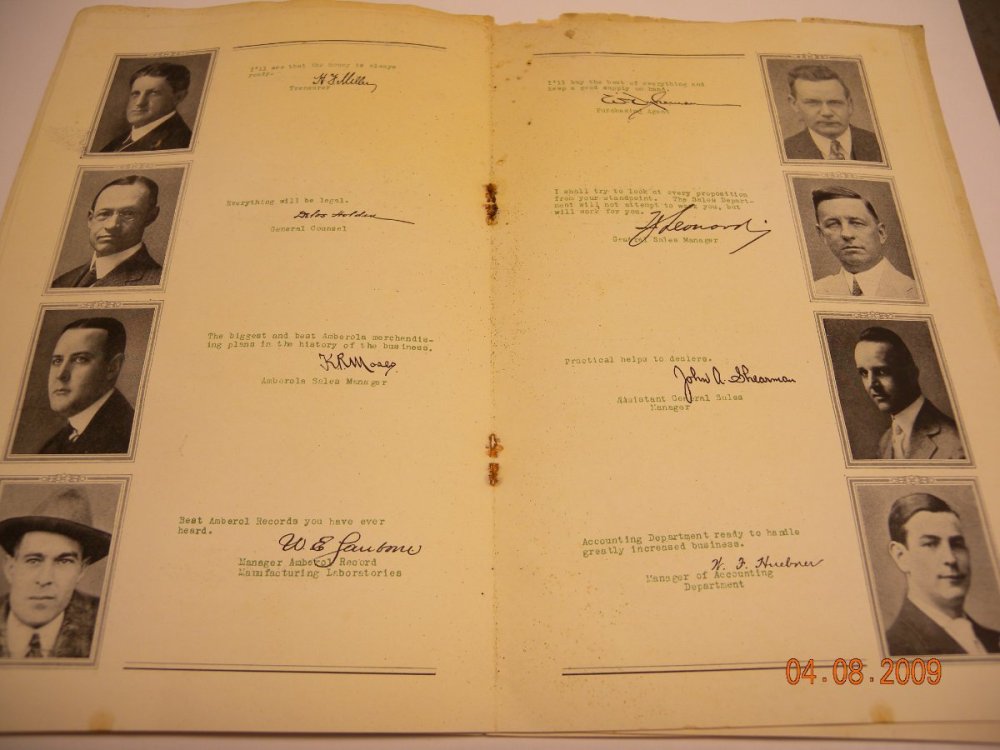 I'll see that the money is always
ready.
H F Miller
Treasurer
Everything will be legal.
Delos Holden
General Counsel
The biggest and best Amberola merchandis-
ing plans in the history of the business.
K R Moses
Amberola Sales Manager
Best Amberol Records you have ever
heard.
Manager Amberol Record
Manufacturing Laboratories
I'll buy the best of everything and
keep a good supply on hand.
Purchasing Agent
I shall try to look at every proposition
from your standpoint. The Sales Depart-
ment will not attempt to work you, but
will work for you.
Leonard
General Sales Manager
Practical helps to dealers.
John A. Shearman
Assistant General Sales
Manager
Accounting Department ready to handle
greatly increased business.
H. F. Huebner
Manager of Accounting
Department
04.08.2009